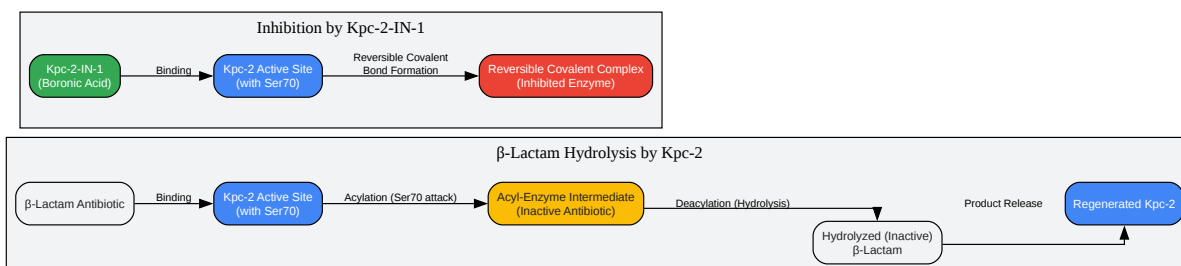 Inhibition by Kpc-2-IN-1
Kpc-2-IN-1
(Boronic Acid)
Binding
Kpc-2 Active Site
(with Ser70)
Reversible Covalent
Bond Formation
Reversible Covalent Complex
(Inhibited Enzyme)
β-Lactam Hydrolysis by Kpc-2
β-Lactam Antibiotic
Binding
Kpc-2 Active Site
(with Ser70)
Acylation (Ser70 attack)
Acyl-Enzyme Intermediate
(Inactive Antibiotic)
Deacylation (Hydrolysis)
Hydrolyzed (Inactive)
β-Lactam
Product Release
Regenerated Kpc-2